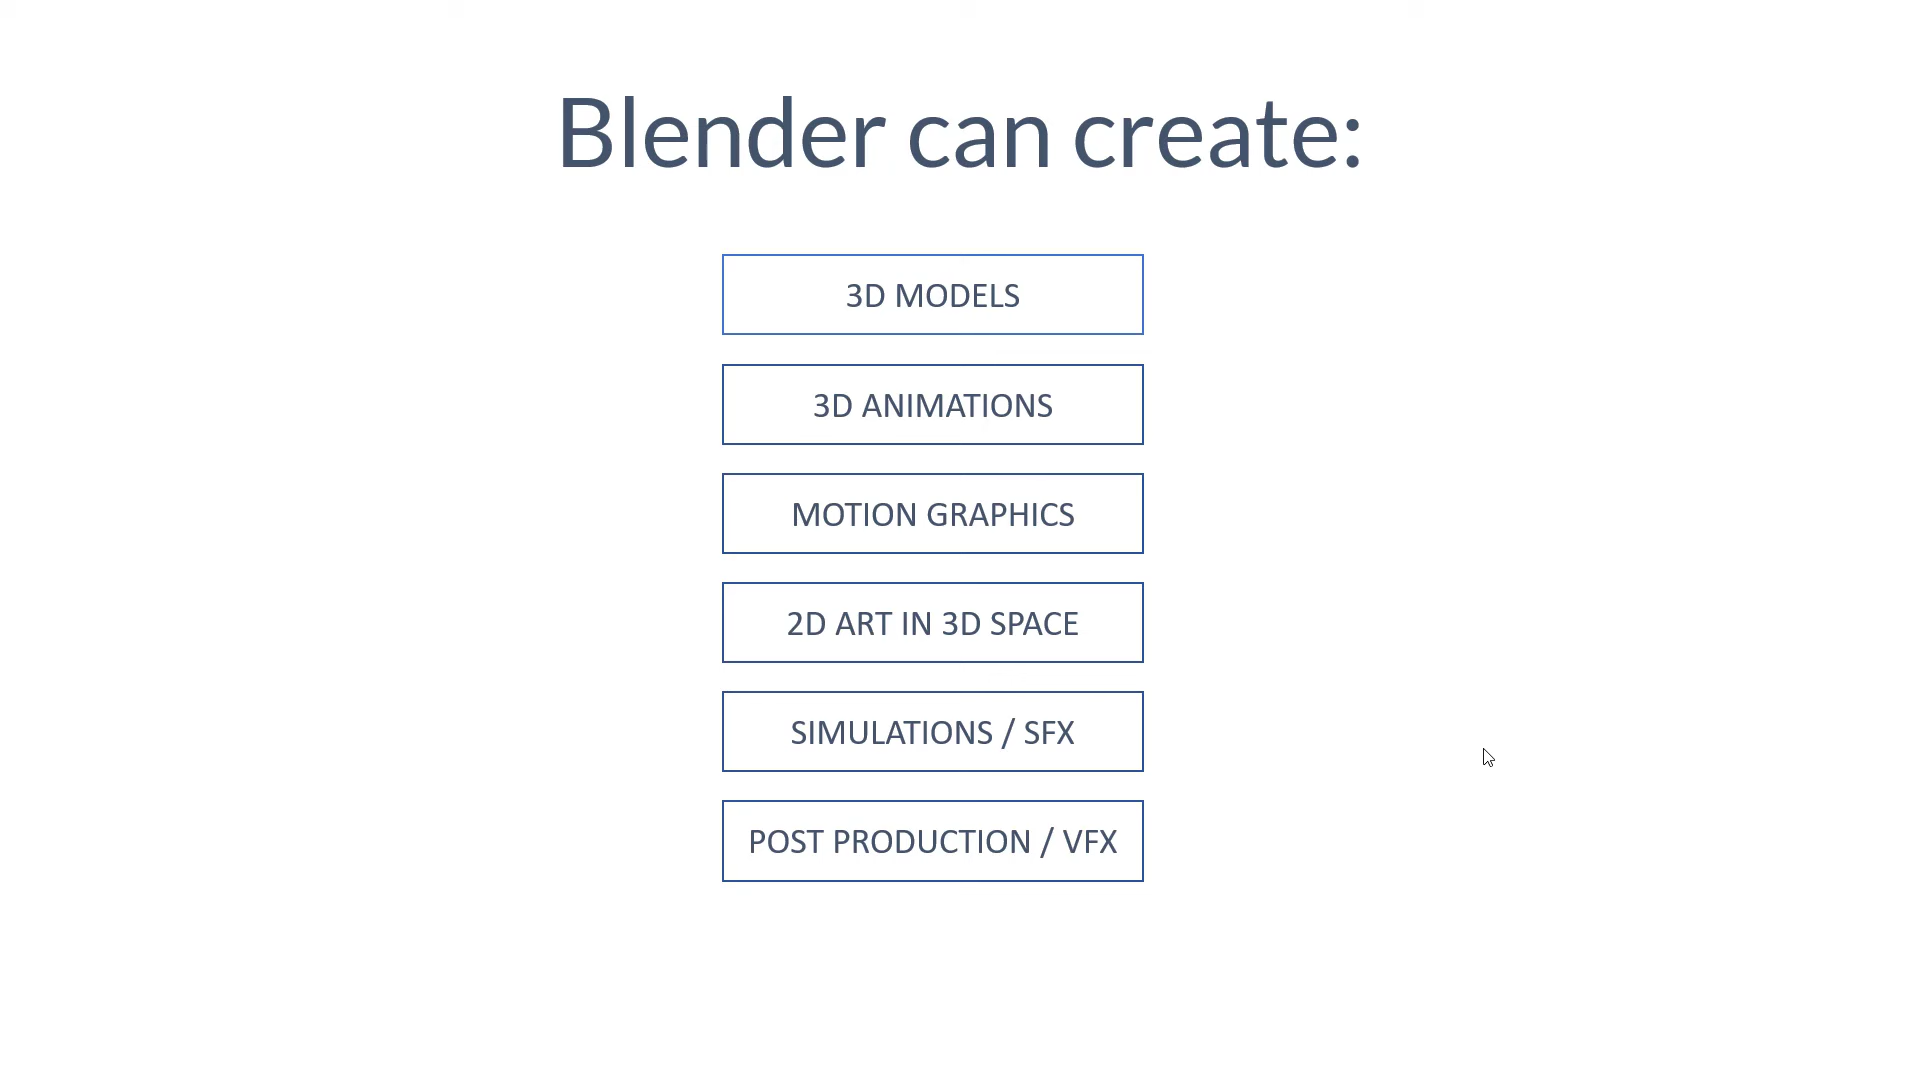 Blender can create:
3D MODELS
3D ANIMATIONS
MOTION GRAPHICS
2D ART IN 3D SPACE
SIMULATIONS / SFX
POST PRODUCTION / VFX